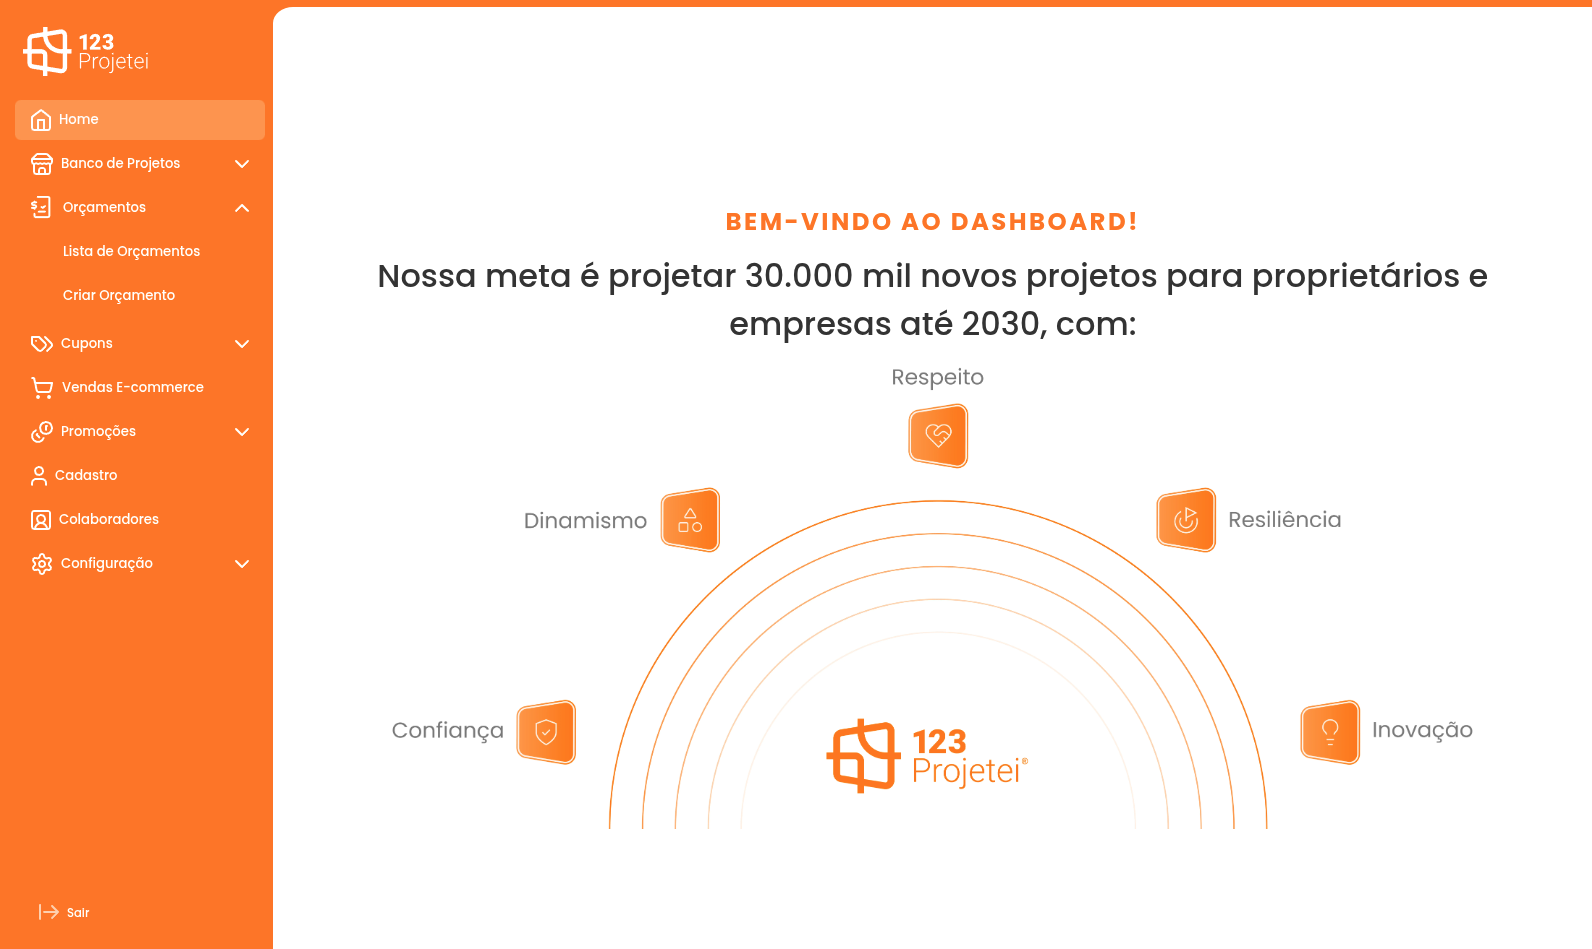 123
Projetei
Home
Banco de Projetos
Orçamentos
Lista de Orçamentos
Criar Orçamento
Cupons
Vendas E-commerce
Promoções
Cadastro
Colaboradores
Configuração
Sair
BEM-VINDO AO DASHBOARD!
Nossa meta é projetar 30.000 mil novos projetos para proprietários e
empresas até 2030, com:
Respeito
Dinamismo
Resiliência
Confiança
Inovação
123
Projetei®